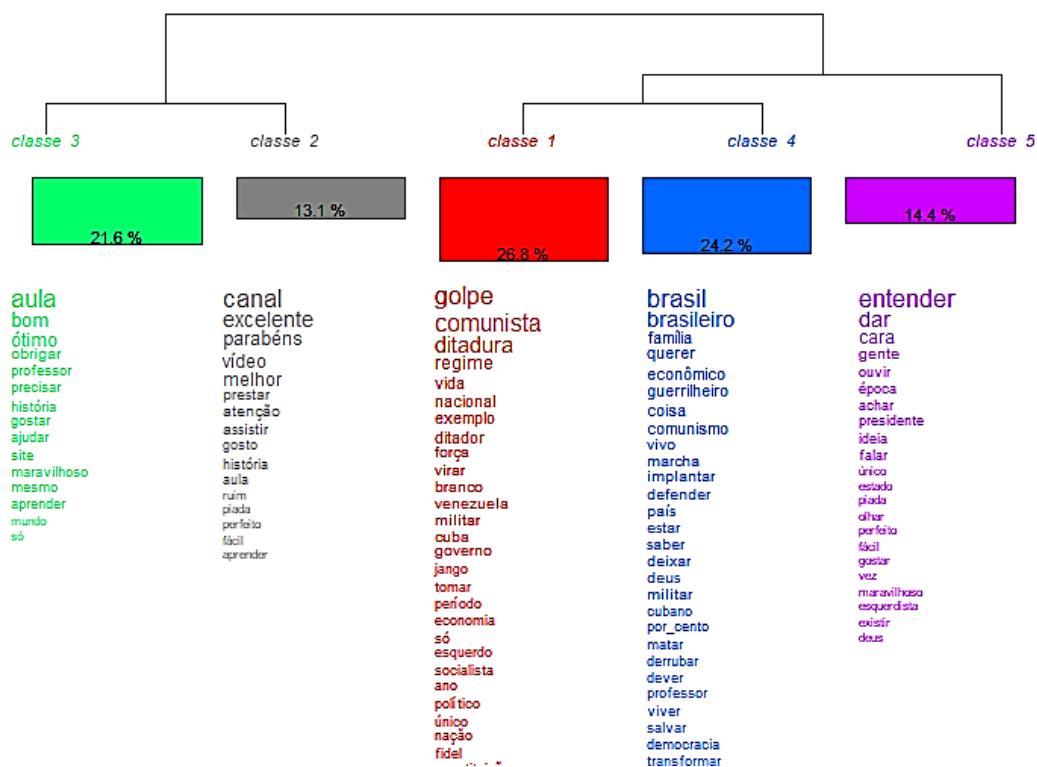 classe 3
classe 2
classe 1
classe 4
classe 5
21.6 %
13.1 %
26.8 %
24.2 %
14.4 %
aula
bom
ótimo
obrigar
professor
precisar
história
gostar
ajudar
site
maravilhoso
mesmo
aprender
mundo
só
canal
excelente
parabéns
vídeo
melhor
prestar
atenção
assistir
gosto
história
aula
ruim
piada
perfeito
fácil
aprender
golpe
comunista
ditadura
regime
vida
nacional
exemplo
ditador
força
virar
branco
venezuela
militar
cuba
governo
jango
tomar
período
economia
só
esquerdo
socialista
ano
político
único
nação
fidel
brasil
brasileiro
família
querer
econômico
guerrilheiro
coisa
comunismo
vivo
marcha
implantar
defender
país
estar
saber
deixar
deus
militar
cubano
por_cento
matar
derrubar
dever
professor
viver
salvar
democracia
transformar
entender
dar
cara
gente
ouvir
época
achar
presidente
ideia
falar
único
estado
piada
olhar
perfeito
fácil
gostar
vez
maravilhoso
esquerdista
existir
deus